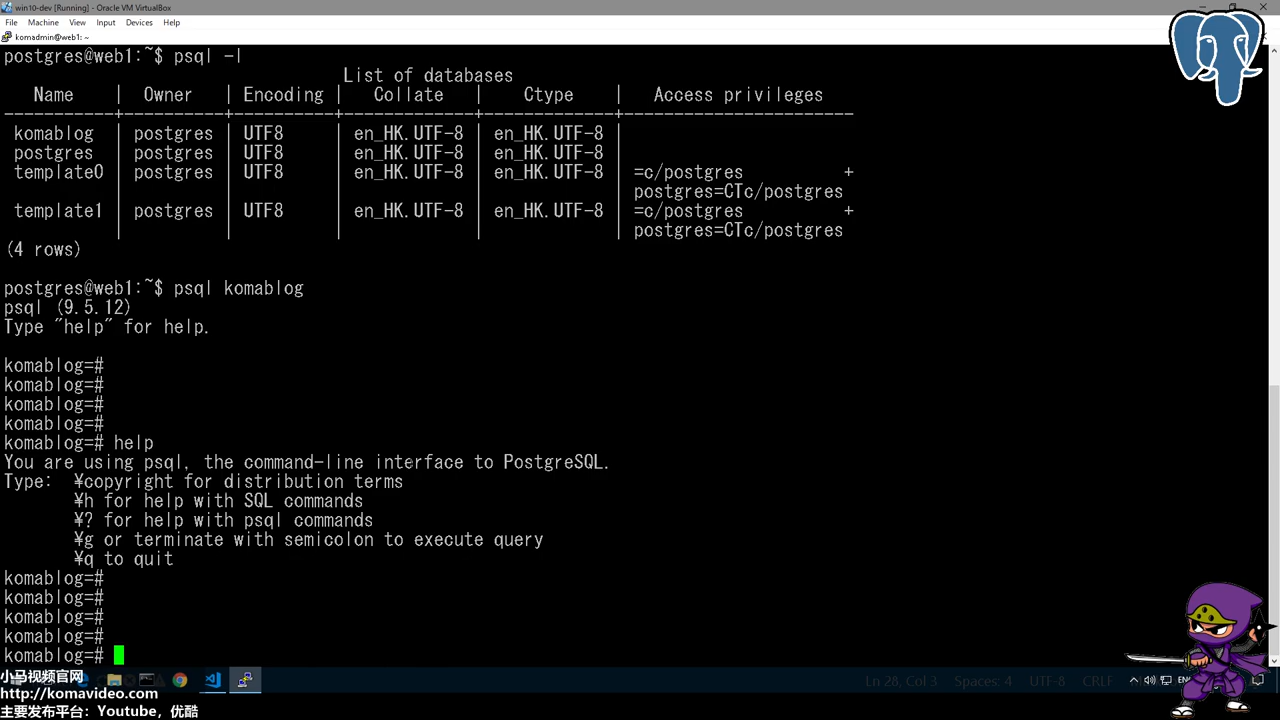 win10-dev [Running] - Oracle VM VirtualBox
File Machine View Input Devices Help
komadmin@web1: ~
postgres@web1:~$ psql -l
List of databases
Name | Owner | Encoding | Collate | Ctype | Access privileges
-----------+----------+----------+-------------+-------------+-----------------------
komablog | postgres | UTF8 | en_HK.UTF-8 | en_HK.UTF-8 |
postgres | postgres | UTF8 | en_HK.UTF-8 | en_HK.UTF-8 |
template0 | postgres | UTF8 | en_HK.UTF-8 | en_HK.UTF-8 | =c/postgres +
| | | | | postgres=CTc/postgres
template1 | postgres | UTF8 | en_HK.UTF-8 | en_HK.UTF-8 | =c/postgres +
| | | | | postgres=CTc/postgres
(4 rows)
postgres@web1:~$ psql komablog
psql (9.5.12)
Type "help" for help.
komablog=#
komablog=#
komablog=#
komablog=#
komablog=# help
You are using psql, the command-line interface to PostgreSQL.
Type: ¥copyright for distribution terms
¥h for help with SQL commands
¥? for help with psql commands
¥g or terminate with semicolon to execute query
¥q to quit
komablog=#
komablog=#
komablog=#
komablog=#
komablog=#
小马视频官网
http://komavideo.com
主要发布平台：Youtube，优酷
Ln 28, Col 3 Spaces: 4 UTF-8 CRLF